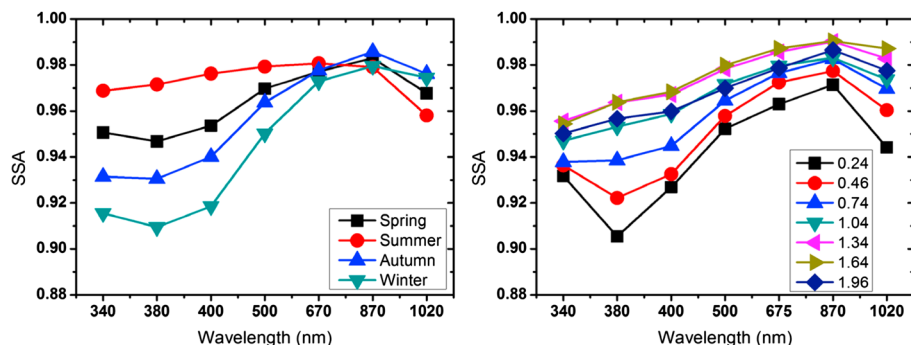 1.00
0.98
0.96
0.94
0.92
0.90
0.88
SSA
340 380 400 500 670 870 1020
Wavelength (nm)
Spring
Summer
Autumn
Winter
1.00
0.98
0.96
0.94
0.92
0.90
0.88
SSA
340 380 400 500 675 870 1020
Wavelength (nm)
0.24
0.46
0.74
1.04
1.34
1.64
1.96